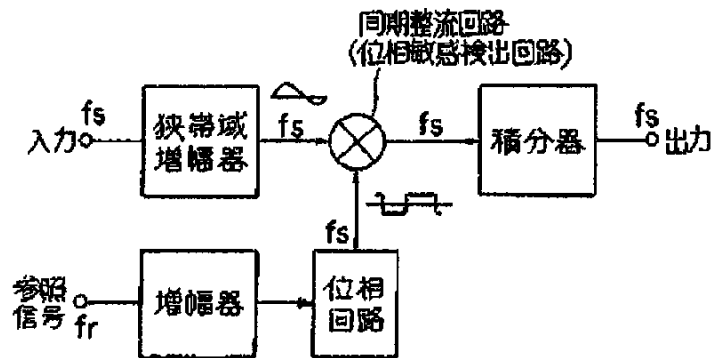 同期整流回路
(位相敏感検出回路)
入力
fs
狭帯域
増幅器
fs
fs
積分器
fs
出力
fs
参照
信号
fr
増幅器
位相
回路